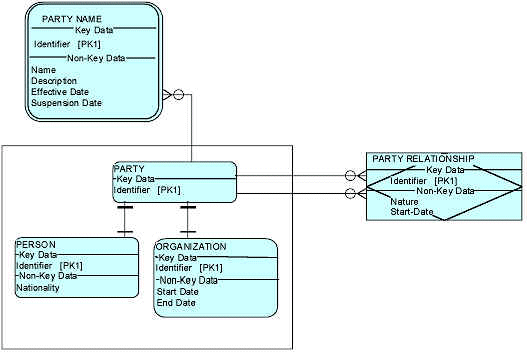 PARTY NAME
Key Data
Identifier [PK1]
Non-Key Data
Name
Description
Effective Date
Suspension Date
PARTY
Key Data
Identifier [PK1]
PARTY RELATIONSHIP
Key Data
Identifier [PK1]
Non-Key Data
Nature
Start-Date
PERSON
Key Data
Identifier [PK1]
Non-Key Data
Nationality
ORGANIZATION
Key Data
Identifier [PK1]
Non-Key Data
Start Date
End Date